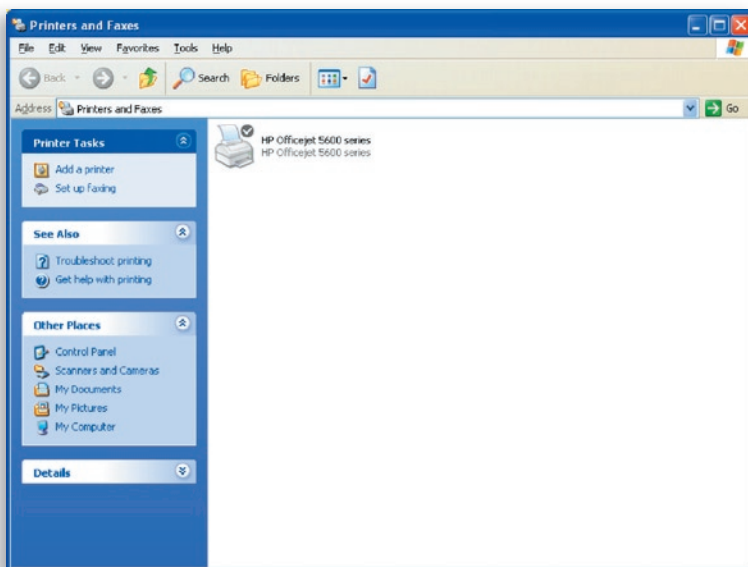 Printers and Faxes
File Edit View Favorites Tools Help
Back Search Folders
Address Printers and Faxes Go
Printer Tasks
Add a printer
Set up faxing
See Also
Troubleshoot printing
Get help with printing
Other Places
Control Panel
Scanners and Cameras
My Documents
My Pictures
My Computer
Details
HP Officejet 5600 series
HP Officejet 5600 series